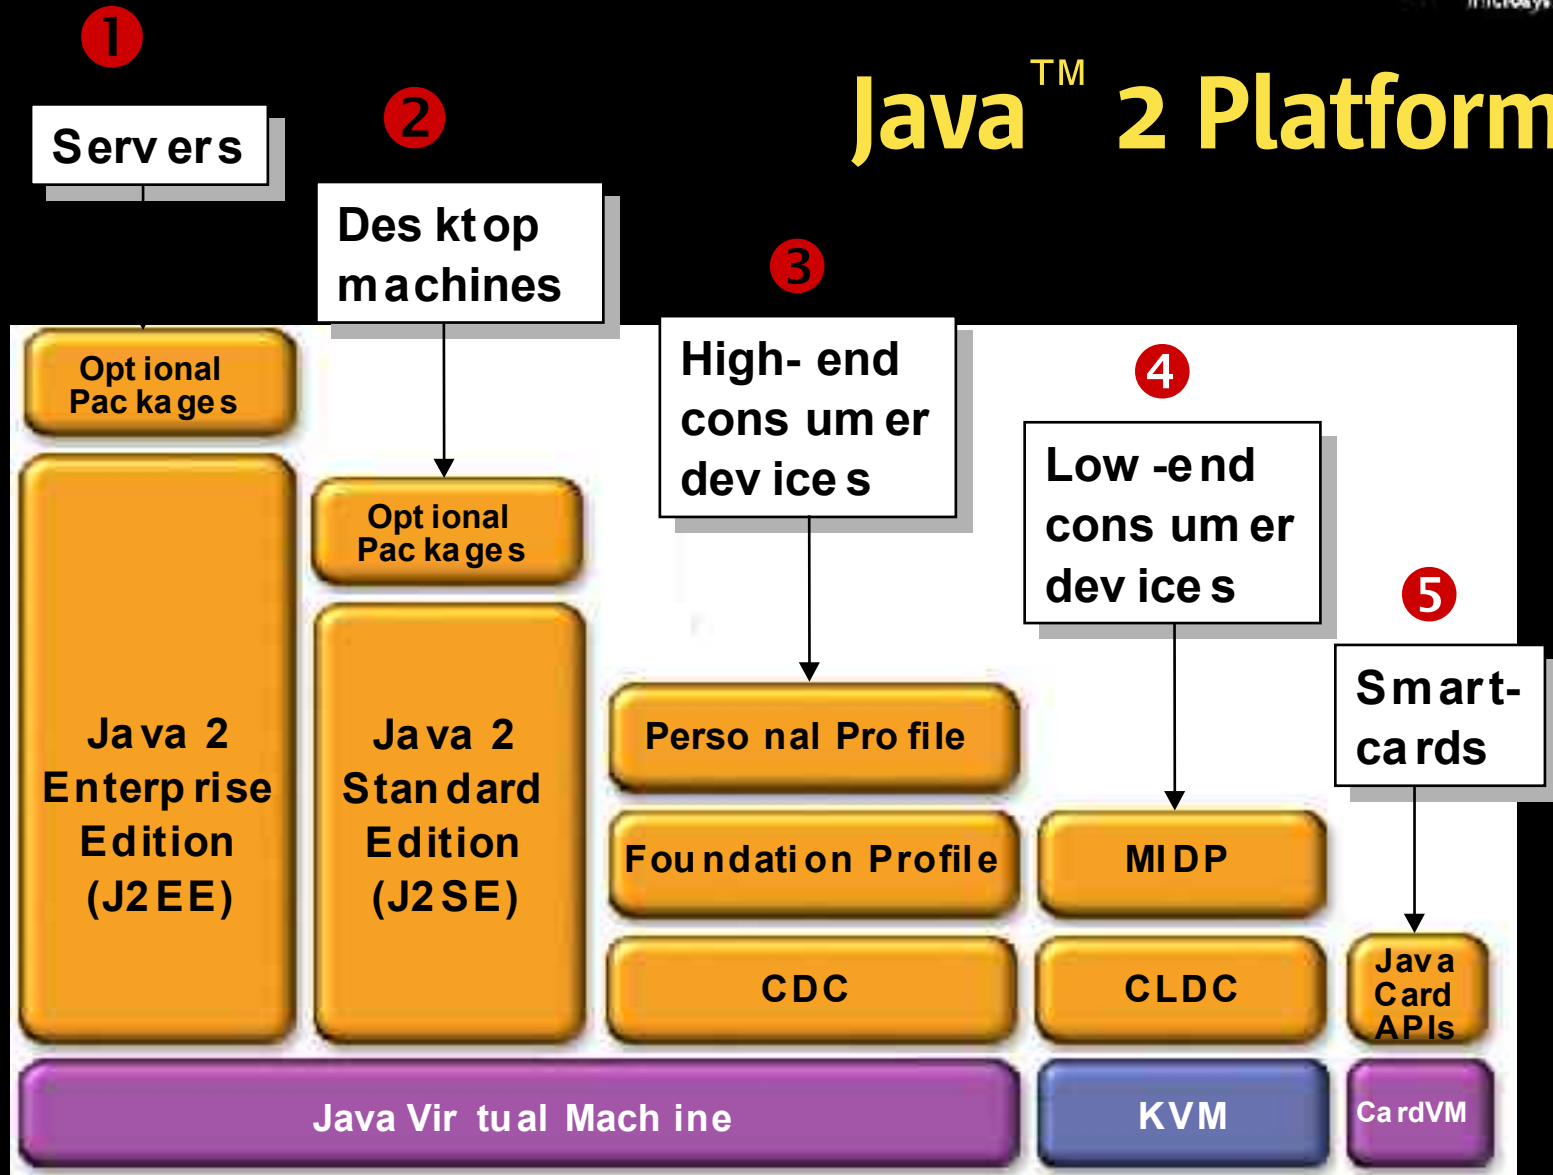 Java™ 2 Platform
1
Servers
2
Desktop
machines
3
High-end
consumer
devices
4
Low-end
consumer
devices
5
Smart-
cards
Optional
Packages
Java 2
Enterprise
Edition
(J2EE)
Optional
Packages
Java 2
Standard
Edition
(J2SE)
Personal Profile
Foundation Profile
CDC
MIDP
CLDC
Java
Card
APIs
Java Virtual Machine
KVM
CardVM